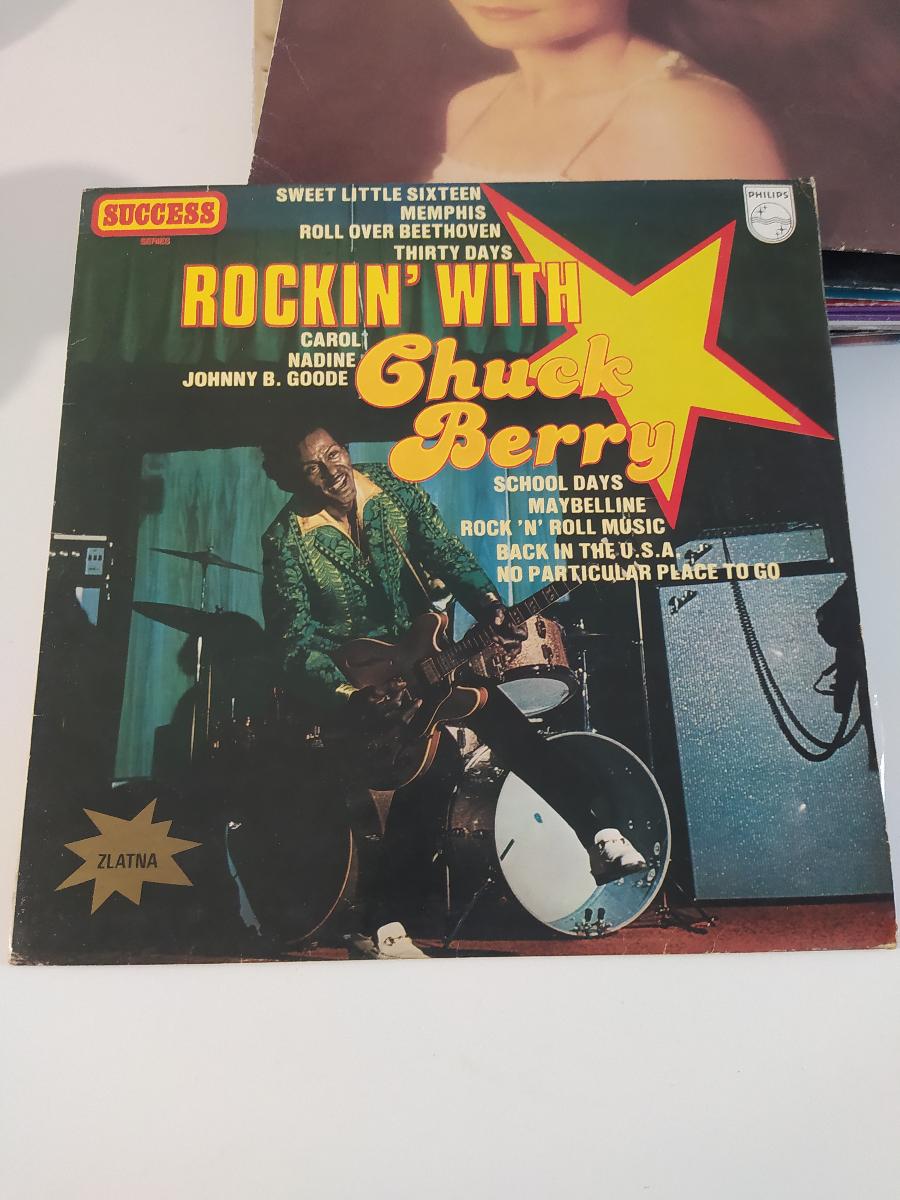 SUCCESS
SERIES
PHILIPS
SWEET LITTLE SIXTEEN
MEMPHIS
ROLL OVER BEETHOVEN
THIRTY DAYS
ROCKIN' WITH
CAROL
NADINE
JOHNNY B. GOODE
Chuck
Berry
SCHOOL DAYS
MAYBELLINE
ROCK 'N' ROLL MUSIC
BACK IN THE U.S.A.
NO PARTICULAR PLACE TO GO
ZLATNA